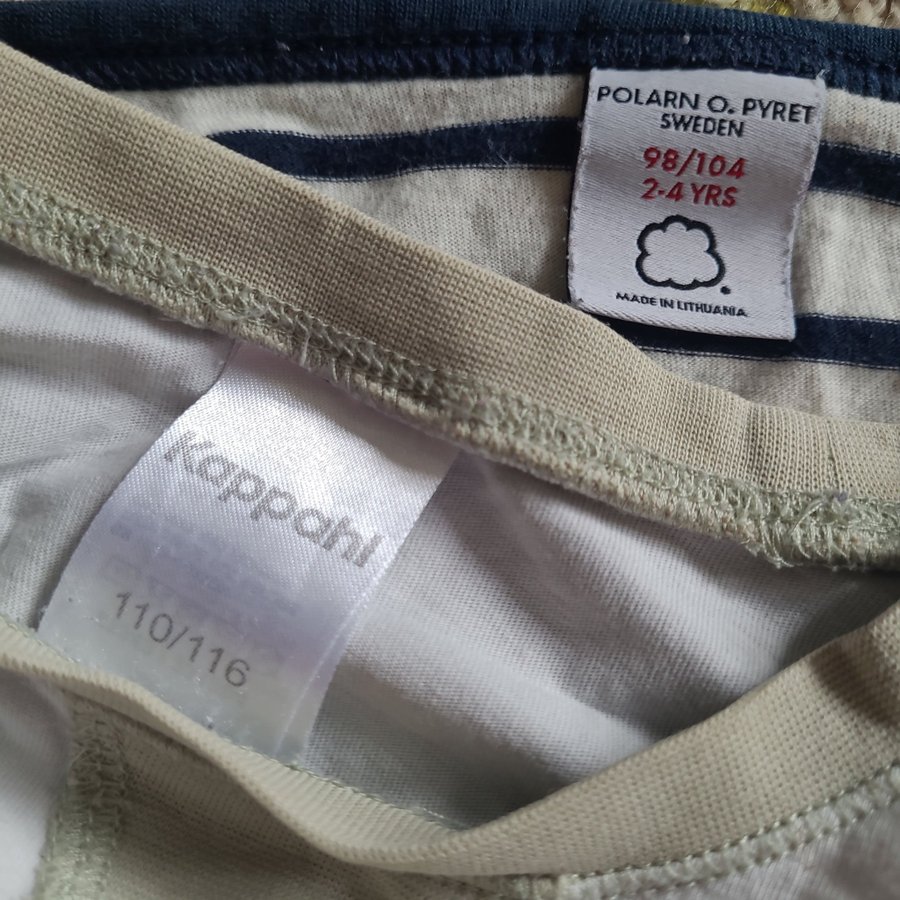 POLARN O. PYRET
SWEDEN
98/104
2-4 YRS
MADE IN LITHUANIA
Kappahl
110/116